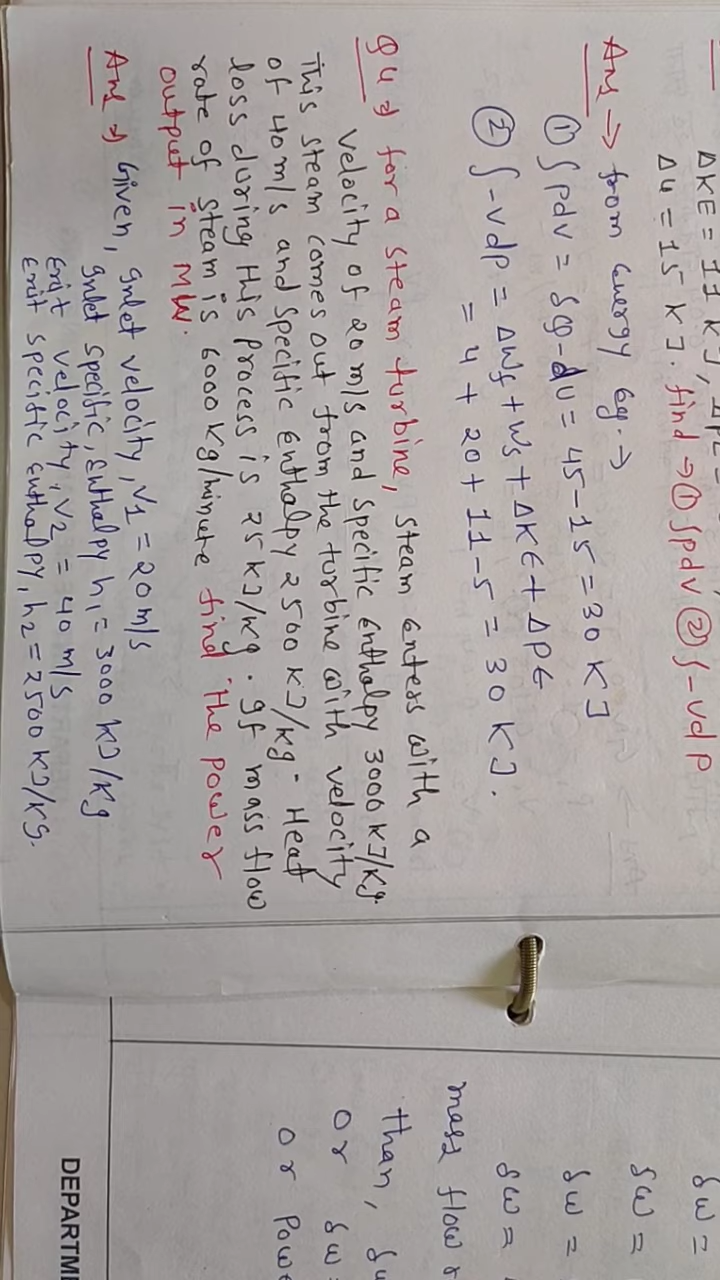 ΔKE = 11 KJ,
Δu = 15 KJ. find → ① ∫pdv ② ∫-vdp
Ans → from energy Eq. →
① ∫pdv = δQ - du = 45 - 15 = 30 KJ
② ∫-vdp = ΔWf + Ws + ΔKE + ΔPE
= 4 + 20 + 11 - 5 = 30 KJ.
Q4 → for a steam turbine, steam enters with a
velocity of 20 m/s and specific enthalpy 3000 KJ/Kg.
This steam comes out from the turbine with velocity
of 40 m/s and specific enthalpy 2500 KJ/Kg. Heat
loss during this process is 25 KJ/Kg. If mass flow
rate of steam is 6000 Kg/minute find the power
output in MW.
Ans → Given, Inlet velocity, V1 = 20 m/s
Inlet specific, enthalpy h1 = 3000 KJ/Kg
Exit velocity, V2 = 40 m/s
Exit specific enthalpy, h2 = 2500 KJ/Kg.
δw =
δw =
δw =
δw =
mass flow
than,
or δw
or
DEPARTM